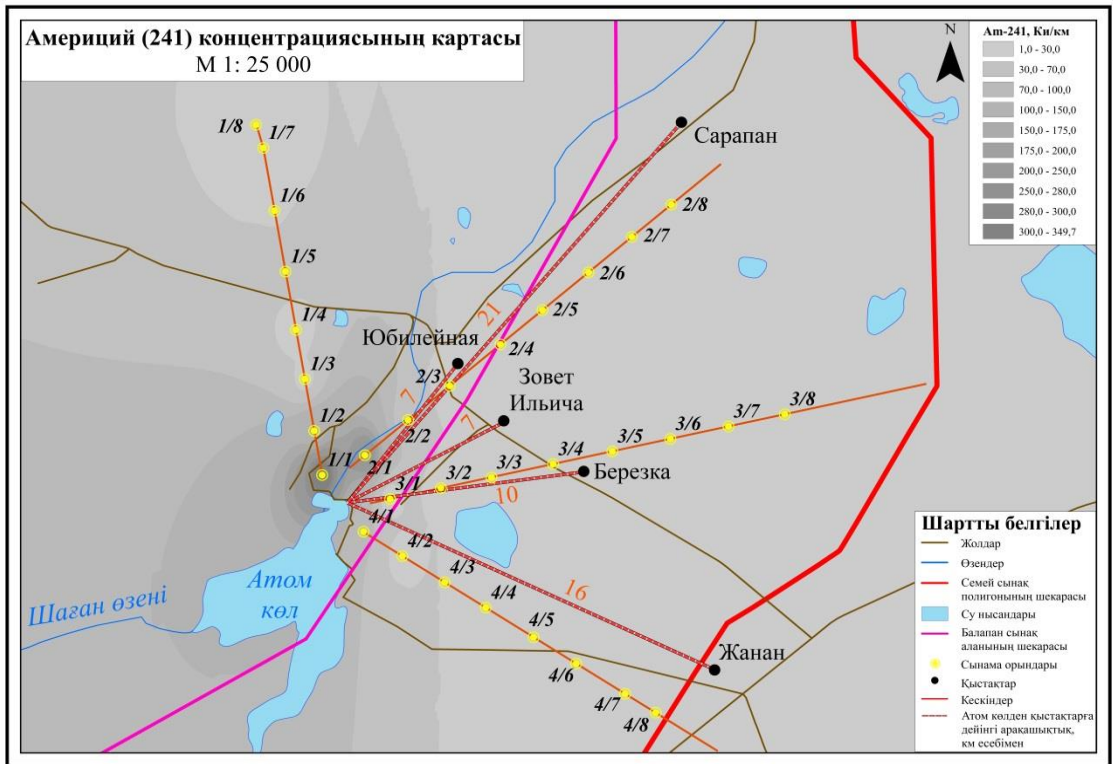 Америций (241) концентрациясының картасы
М 1: 25 000
N
Am-241, Ки/км
1,0 - 30,0
30,0 - 70,0
70,0 - 100,0
100,0 - 150,0
150,0 - 175,0
175,0 - 200,0
200,0 - 250,0
250,0 - 280,0
280,0 - 300,0
300,0 - 349,7
1/8
1/7
1/6
1/5
1/4
1/3
1/2
1/1
Сарапан
2/8
2/7
2/6
2/5
2/4
2/3
2/2
2/1
21
Юбилейная
7
Зовет
Ильича
7
3/8
3/7
3/6
3/5
3/4
3/3
3/2
3/1
Березка
10
4/1
4/2
4/3
4/4
4/5
4/6
4/7
4/8
16
Жанан
Атом
көл
Шаған өзені
Шартты белгілер
Жолдар
Өзендер
Семей сынақ
полигонының шекарасы
Су нысандары
Балапан сынақ
аланының шекарасы
Сынама орындары
Қыстақтар
Кескіндер
Атом көлден қыстақтарға
дейінгі арақашықтық,
км есебімен